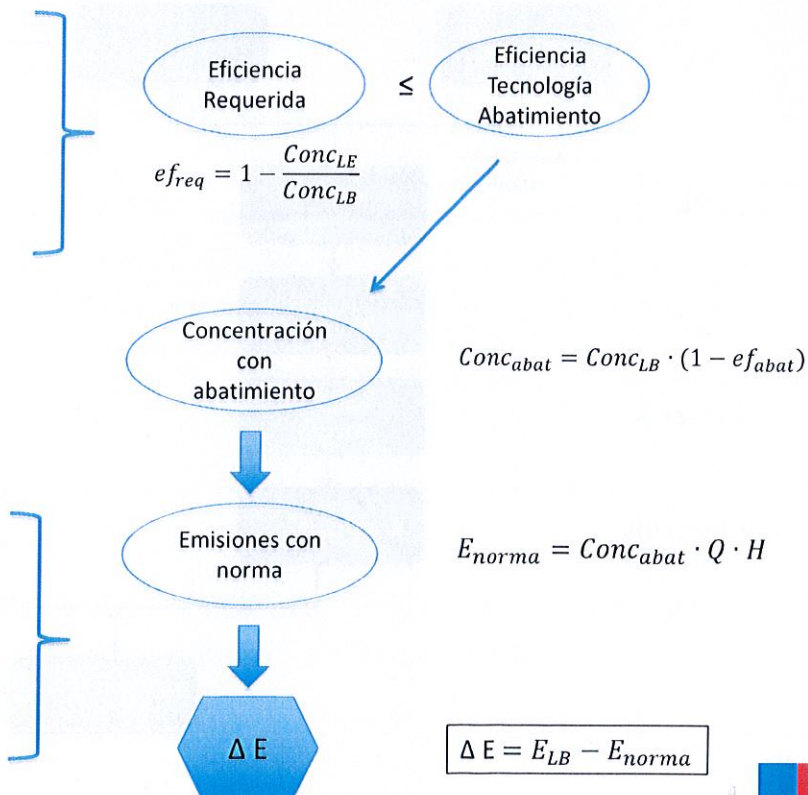 Eficiencia
Requerida
≤
Eficiencia
Tecnología
Abatimiento
ef_req = 1 − Conc_LE / Conc_LB
Concentración
con
abatimiento
Conc_abat = Conc_LB · (1 − ef_abat)
Emisiones con
norma
E_norma = Conc_abat · Q · H
Δ E
Δ E = E_LB − E_norma